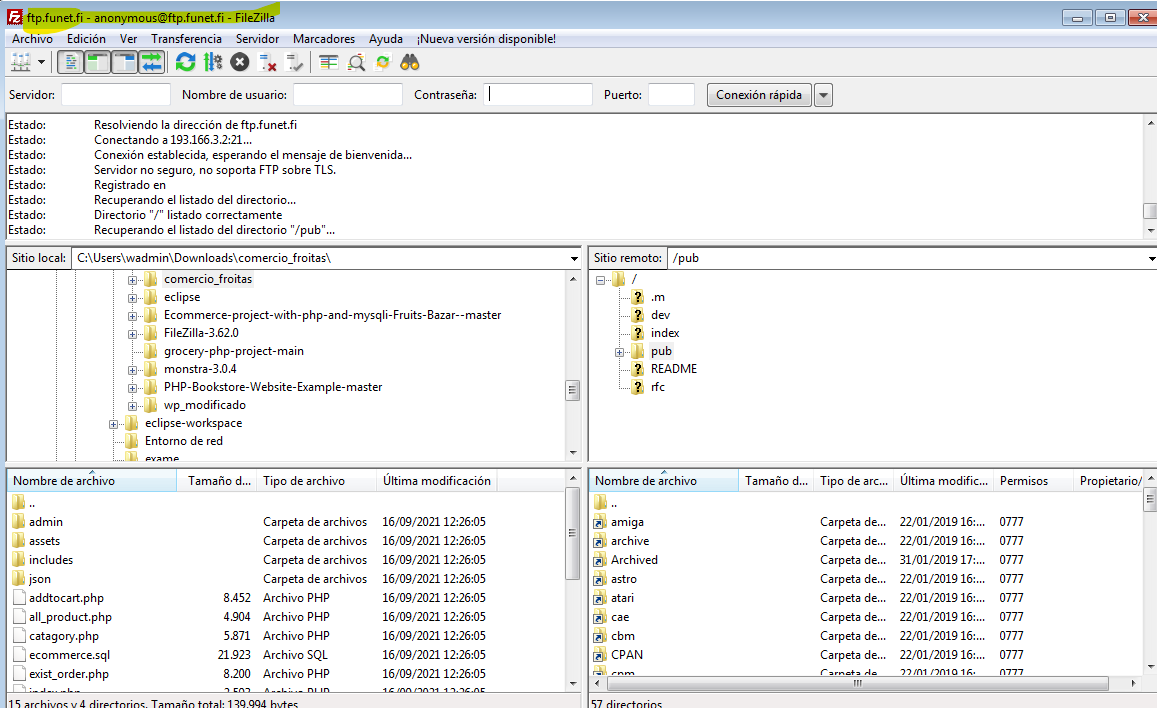 ftp.funet.fi - anonymous@ftp.funet.fi - FileZilla
Archivo Edición Ver Transferencia Servidor Marcadores Ayuda ¡Nueva versión disponible!
Servidor: Nombre de usuario: Contraseña: Puerto: Conexión rápida
Estado: Resolviendo la dirección de ftp.funet.fi
Estado: Conectando a 193.166.3.2:21...
Estado: Conexión establecida, esperando el mensaje de bienvenida...
Estado: Servidor no seguro, no soporta FTP sobre TLS.
Estado: Registrado en
Estado: Recuperando el listado del directorio...
Estado: Directorio "/" listado correctamente
Estado: Recuperando el listado del directorio "/pub"...
Sitio local: C:\Users\wadmin\Downloads\comercio_froitas\
comercio_froitas
eclipse
Ecommerce-project-with-php-and-mysqli-Fruits-Bazar--master
FileZilla-3.62.0
grocery-php-project-main
monstra-3.0.4
PHP-Bookstore-Website-Example-master
wp_modificado
eclipse-workspace
Entorno de red
exame
Sitio remoto: /pub
/
.m
dev
index
pub
README
rfc
Nombre de archivo Tamaño d... Tipo de archivo Última modificación
..
admin Carpeta de archivos 16/09/2021 12:26:05
assets Carpeta de archivos 16/09/2021 12:26:05
includes Carpeta de archivos 16/09/2021 12:26:05
json Carpeta de archivos 16/09/2021 12:26:05
addtocart.php 8.452 Archivo PHP 16/09/2021 12:26:05
all_product.php 4.904 Archivo PHP 16/09/2021 12:26:05
catagory.php 5.871 Archivo PHP 16/09/2021 12:26:05
ecommerce.sql 21.923 Archivo SQL 16/09/2021 12:26:05
exist_order.php 8.200 Archivo PHP 16/09/2021 12:26:05
index.php 2.502 Archivo PHP 16/09/2021 12:26:05
15 archivos y 4 directorios. Tamaño total: 139.994 bytes
Nombre de archivo Tamaño d... Tipo de arc... Última modific... Permisos Propietario/
..
amiga Carpeta de... 22/01/2019 16:... 0777
archive Carpeta de... 22/01/2019 16:... 0777
Archived Carpeta de... 31/01/2019 17:... 0777
astro Carpeta de... 22/01/2019 16:... 0777
atari Carpeta de... 22/01/2019 16:... 0777
cae Carpeta de... 22/01/2019 16:... 0777
cbm Carpeta de... 22/01/2019 16:... 0777
CPAN Carpeta de... 22/01/2019 16:... 0777
cpm Carpeta de... 22/01/2019 16:... 0777
57 directorios